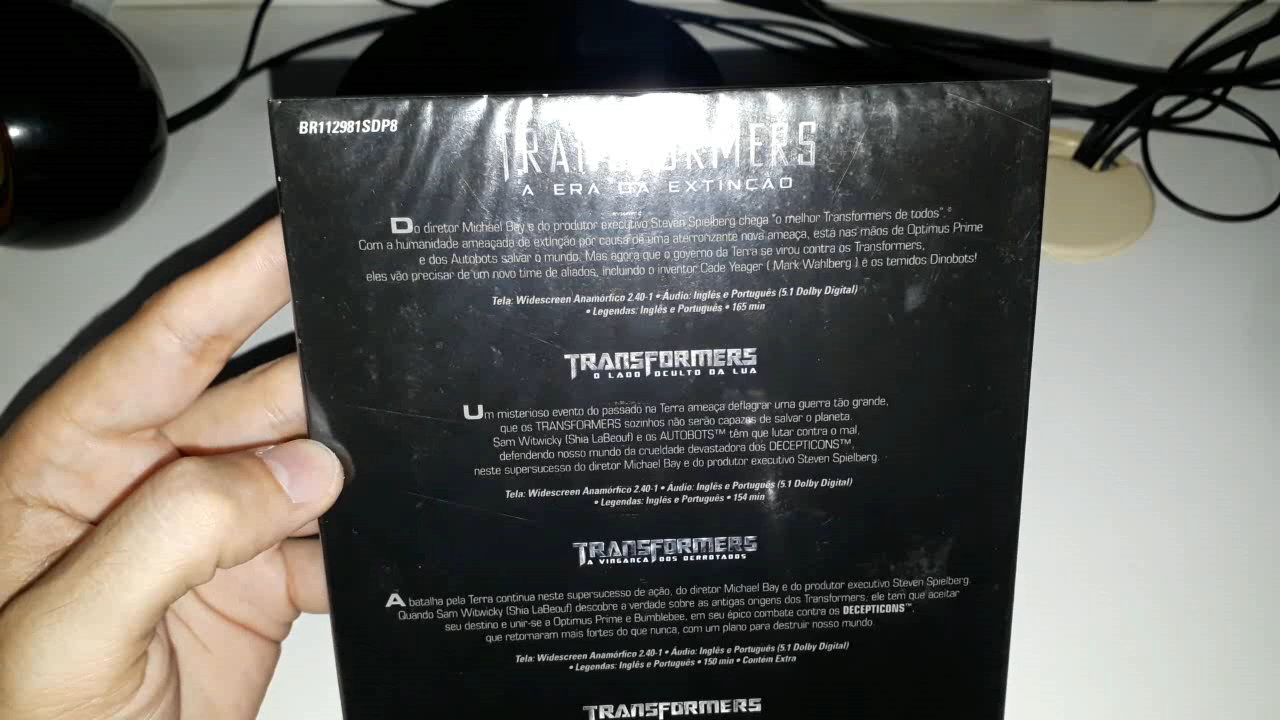 BR112981SDP8
TRANSFORMERS
A ERA DA EXTINÇÃO
Do diretor Michael Bay e do produtor executivo Steven Spielberg chega "o melhor Transformers de todos".
Com a humanidade ameaçada de extinção por causa de uma aterrorizante nova ameaça, está nas mãos de Optimus Prime
e dos Autobots salvar o mundo. Mas agora que o governo da Terra se virou contra os Transformers,
eles vão precisar de um novo time de aliados, incluindo o inventor Cade Yeager ( Mark Wahlberg ) e os temidos Dinobots!
Tela: Widescreen Anamórfico 2.40-1 • Áudio: Inglês e Português (5.1 Dolby Digital)
• Legendas: Inglês e Português • 165 min
TRANSFORMERS
O LADO OCULTO DA LUA
Um misterioso evento do passado na Terra ameaça deflagrar uma guerra tão grande,
que os TRANSFORMERS sozinhos não serão capazes de salvar o planeta.
Sam Witwicky (Shia LaBeouf) e os AUTOBOTS™ têm que lutar contra o mal,
defendendo nosso mundo da crueldade devastadora dos DECEPTICONS™,
neste supersucesso do diretor Michael Bay e do produtor executivo Steven Spielberg.
Tela: Widescreen Anamórfico 2.40-1 • Áudio: Inglês e Português (5.1 Dolby Digital)
• Legendas: Inglês e Português • 154 min
TRANSFORMERS
A VINGANÇA DOS DERROTADOS
A batalha pela Terra continua neste supersucesso de ação, do diretor Michael Bay e do produtor executivo Steven Spielberg.
Quando Sam Witwicky (Shia LaBeouf) descobre a verdade sobre as antigas origens dos Transformers, ele tem que aceitar
seu destino e unir-se a Optimus Prime e Bumblebee, em seu épico combate contra os DECEPTICONS™,
que retornaram mais fortes do que nunca, com um plano para destruir nosso mundo.
Tela: Widescreen Anamórfico 2.40-1 • Áudio: Inglês e Português (5.1 Dolby Digital)
• Legendas: Inglês e Português • 150 min • Contém Extra
TRANSFORMERS